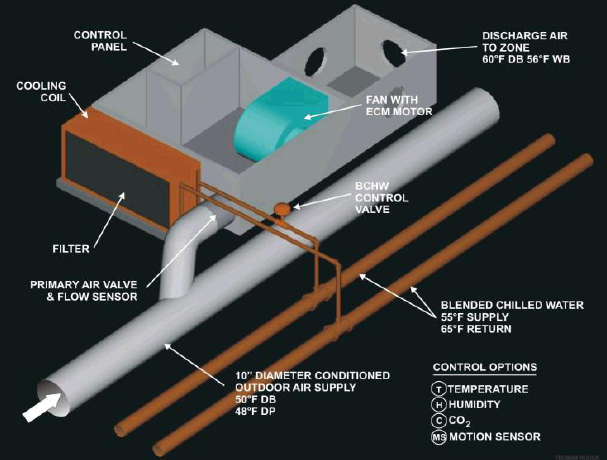 CONTROL
PANEL
DISCHARGE AIR
TO ZONE
60°F DB 56°F WB
COOLING
COIL
FAN WITH
ECM MOTOR
BCHW
CONTROL
VALVE
FILTER
PRIMARY AIR VALVE
& FLOW SENSOR
BLENDED CHILLED WATER
55°F SUPPLY
65°F RETURN
10" DIAMETER CONDITIONED
OUTDOOR AIR SUPPLY
50°F DB
48°F DP
CONTROL OPTIONS
T TEMPERATURE
H HUMIDITY
C CO₂
MS MOTION SENSOR